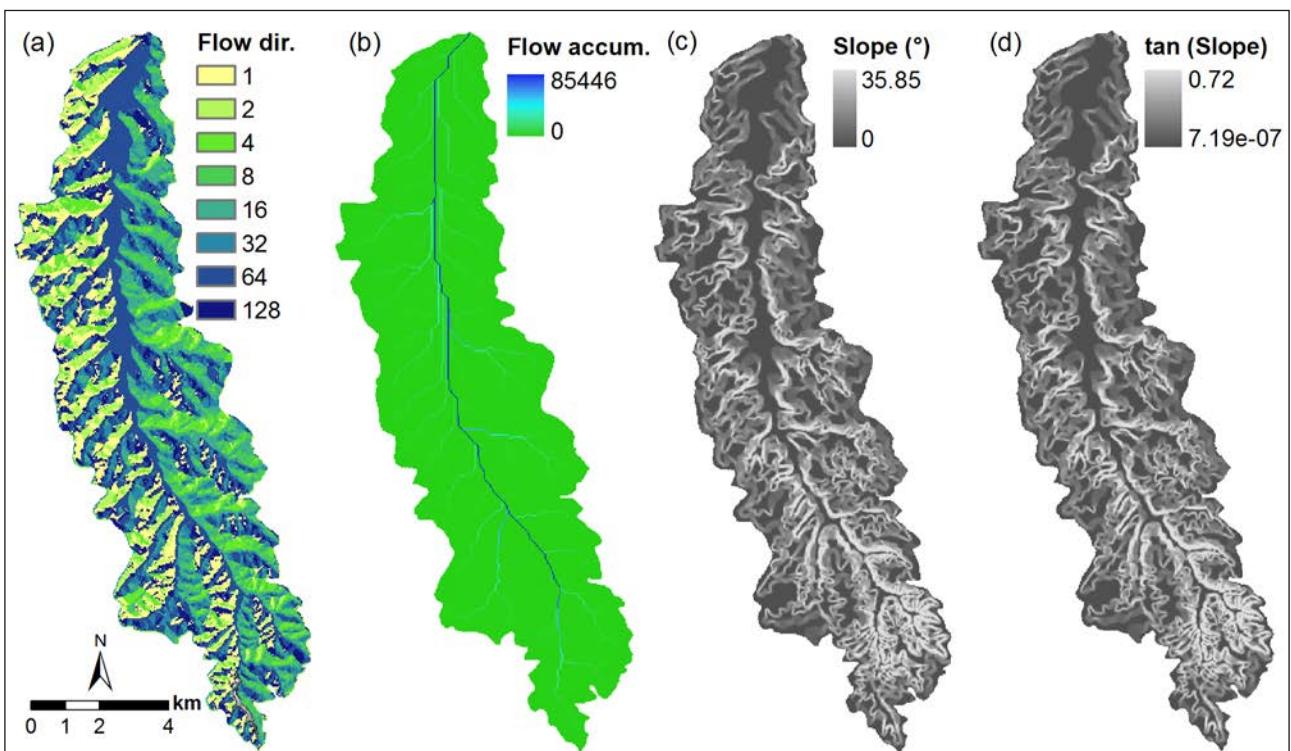 (a) Flow dir.
1
2
4
8
16
32
64
128
(b) Flow accum.
85446
0
(c) Slope (°)
35.85
0
(d) tan (Slope)
0.72
7.19e-07
N
km
0 1 2 4